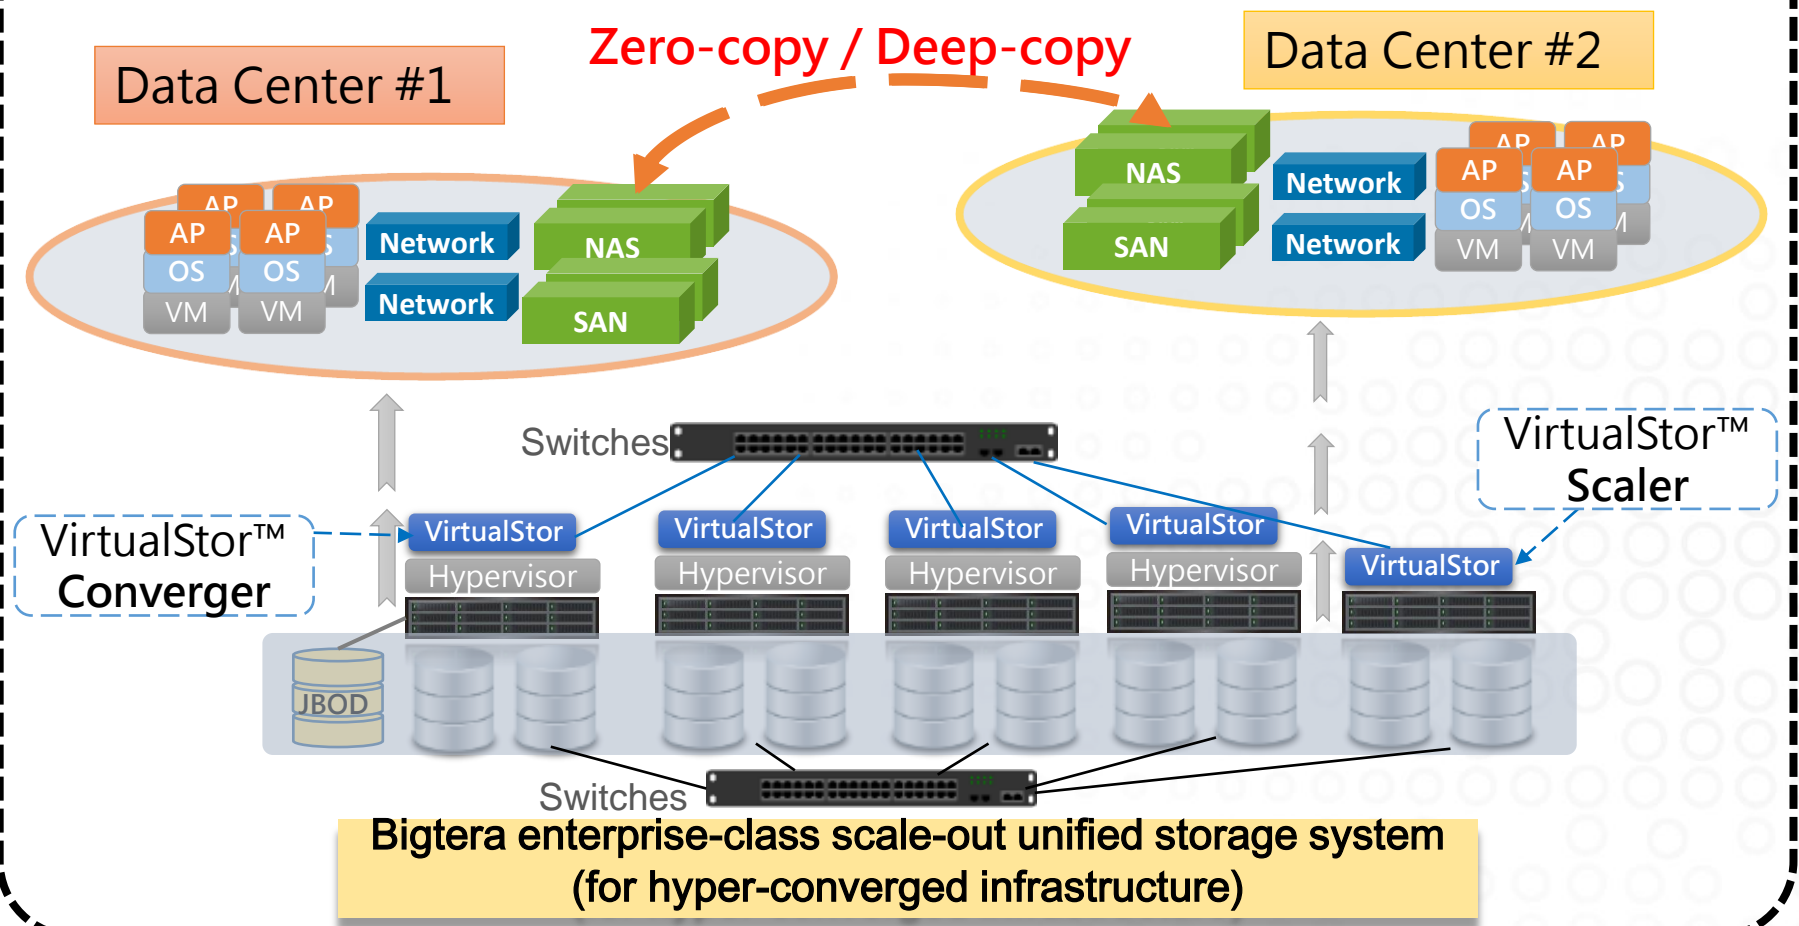 Zero-copy / Deep-copy
Data Center #1
Data Center #2
AP
AP
AP
AP
OS
OS
VM
VM
Network
Network
NAS
SAN
NAS
SAN
Network
Network
AP
AP
AP
AP
OS
OS
VM
VM
Switches
VirtualStor™
Converger
VirtualStor™
Scaler
VirtualStor
VirtualStor
VirtualStor
VirtualStor
VirtualStor
Hypervisor
Hypervisor
Hypervisor
Hypervisor
JBOD
Switches
Bigtera enterprise-class scale-out unified storage system
(for hyper-converged infrastructure)